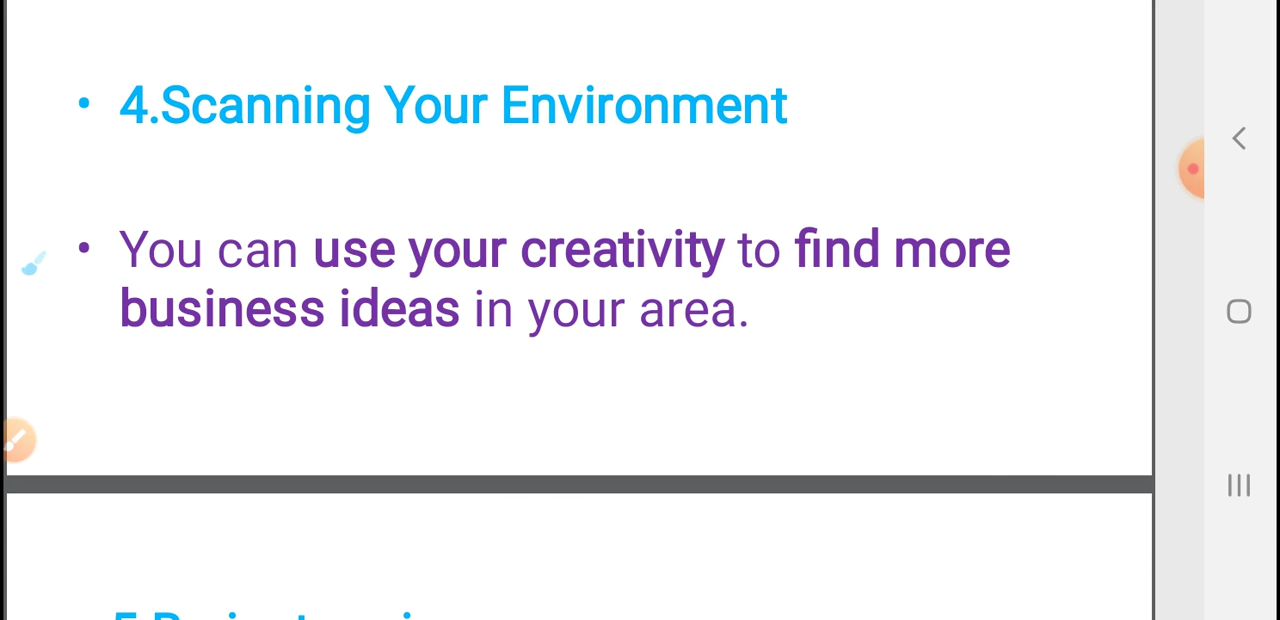 • 4.Scanning Your Environment
• You can use your creativity to find more
business ideas in your area.